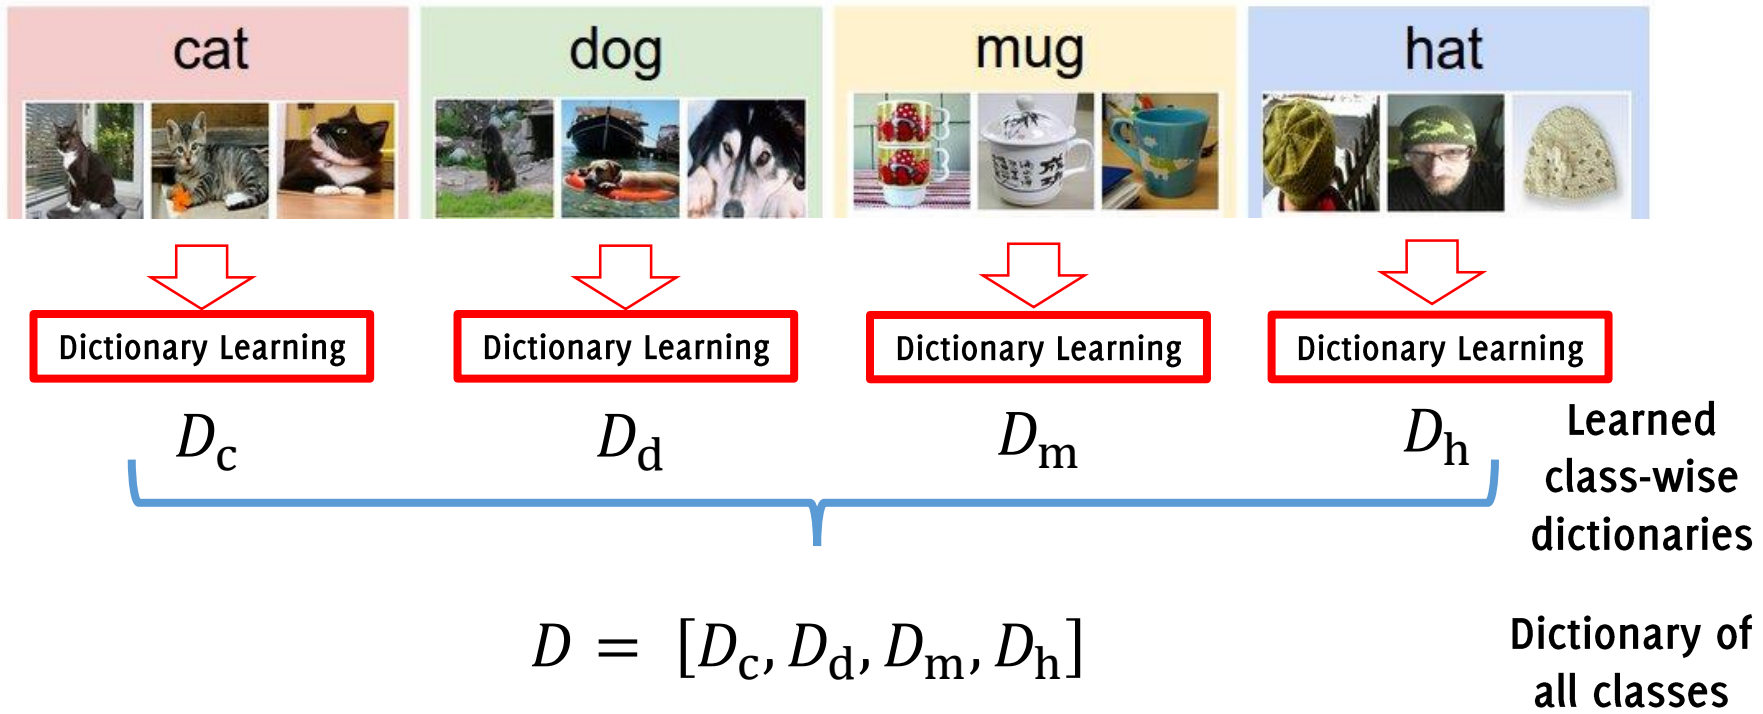 cat
dog
mug
hat
Dictionary Learning
Dictionary Learning
Dictionary Learning
Dictionary Learning
D_c
D_d
D_m
D_h
Learned
class-wise
dictionaries
D = [D_c, D_d, D_m, D_h]
Dictionary of
all classes